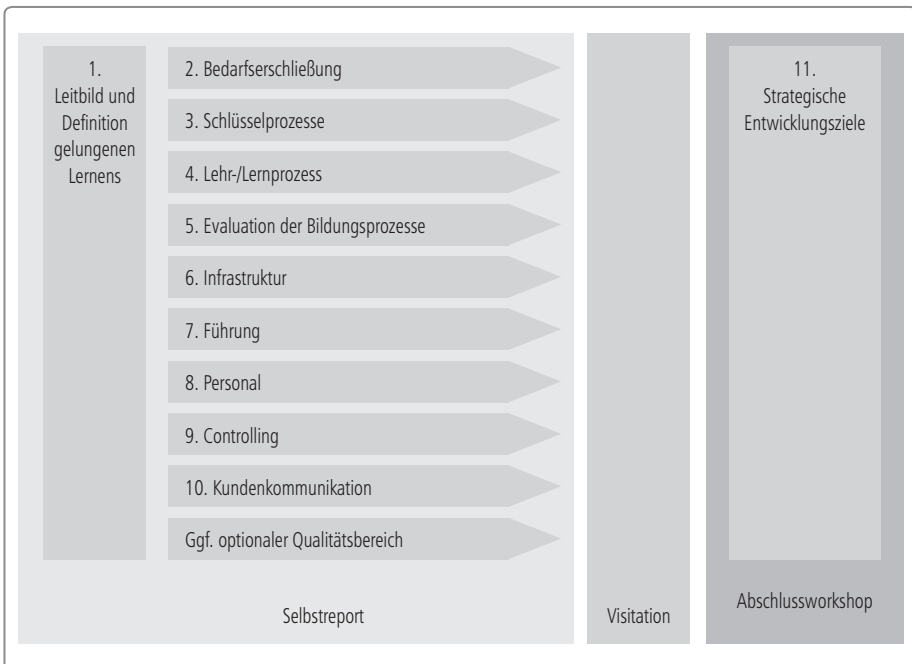 1.
Leitbild und
Definition
gelungenen
Lernens
2. Bedarfserschließung
3. Schlüsselprozesse
4. Lehr-/Lernprozess
5. Evaluation der Bildungsprozesse
6. Infrastruktur
7. Führung
8. Personal
9. Controlling
10. Kundenkommunikation
Ggf. optionaler Qualitätsbereich
Selbstreport
Visitation
11.
Strategische
Entwicklungsziele
Abschlussworkshop